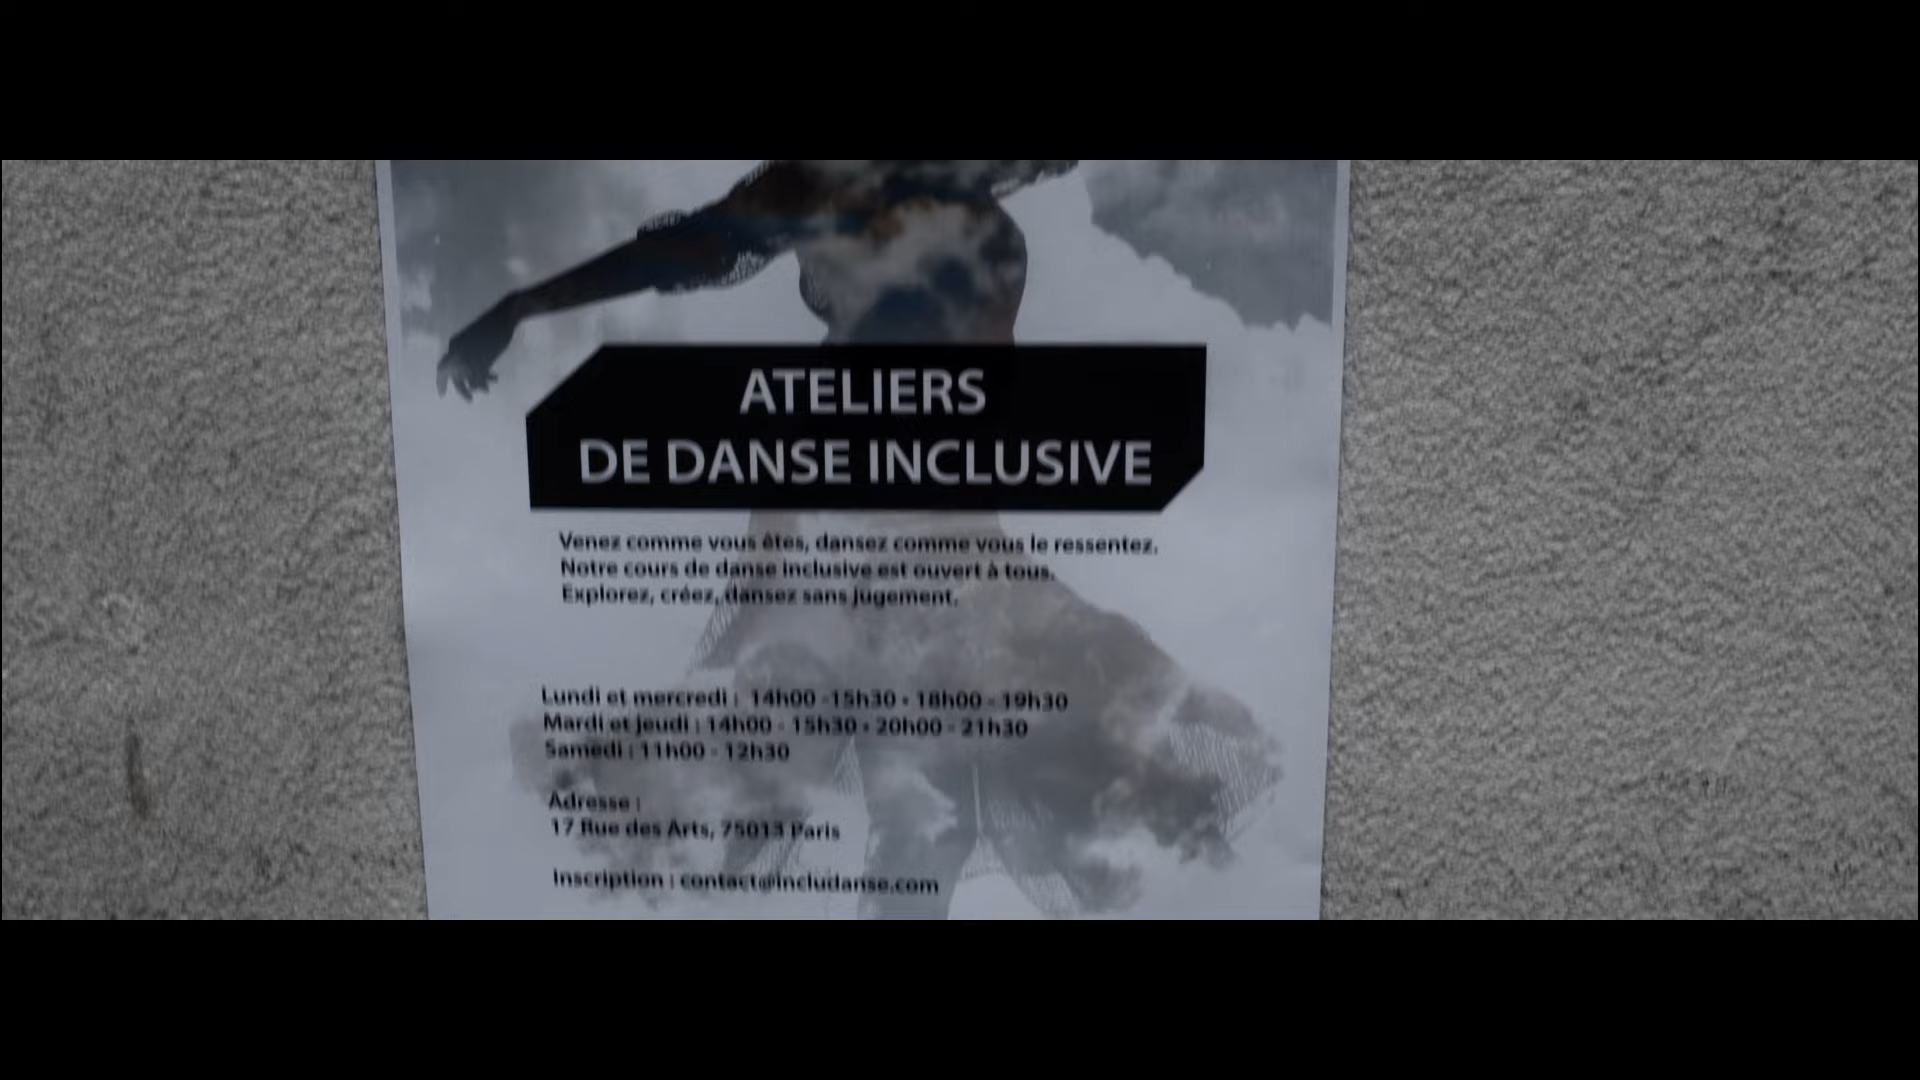 ATELIERS
DE DANSE INCLUSIVE
Venez comme vous êtes, dansez comme vous le ressentez.
Notre cours de danse inclusive est ouvert à tous.
Explorez, créez, dansez sans jugement.
Lundi et mercredi : 14h00 -15h30 • 18h00 - 19h30
Mardi et jeudi : 14h00 - 15h30 • 20h00 - 21h30
Samedi : 11h00 - 12h30
Adresse :
17 Rue des Arts, 75013 Paris
Inscription : contact@includanse.com